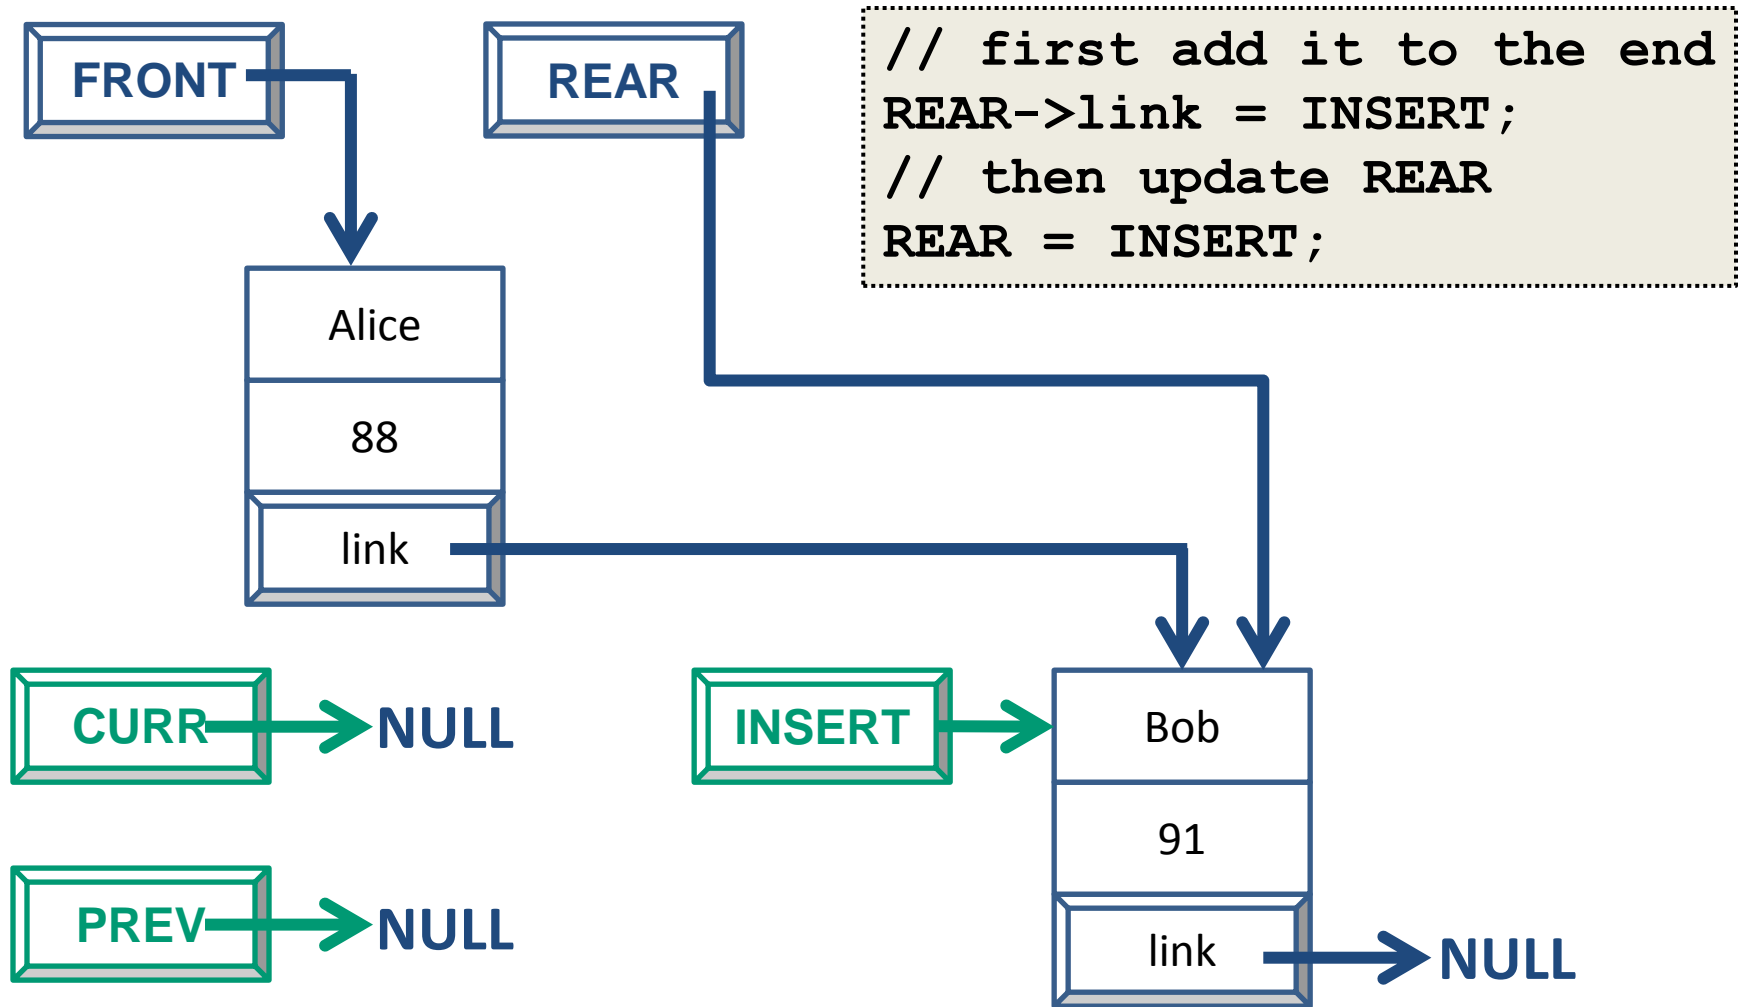 FRONT
REAR
// first add it to the end
REAR->link = INSERT;
// then update REAR
REAR = INSERT;
Alice
88
link
CURR
NULL
INSERT
Bob
91
PREV
NULL
link
NULL